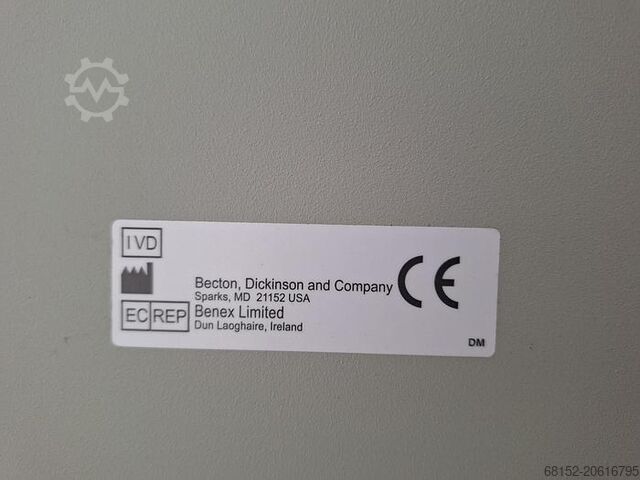 IVD
Becton, Dickinson and Company
Sparks, MD 21152 USA
EC REP
Benex Limited
Dun Laoghaire, Ireland
CE
DM
68152-20616795